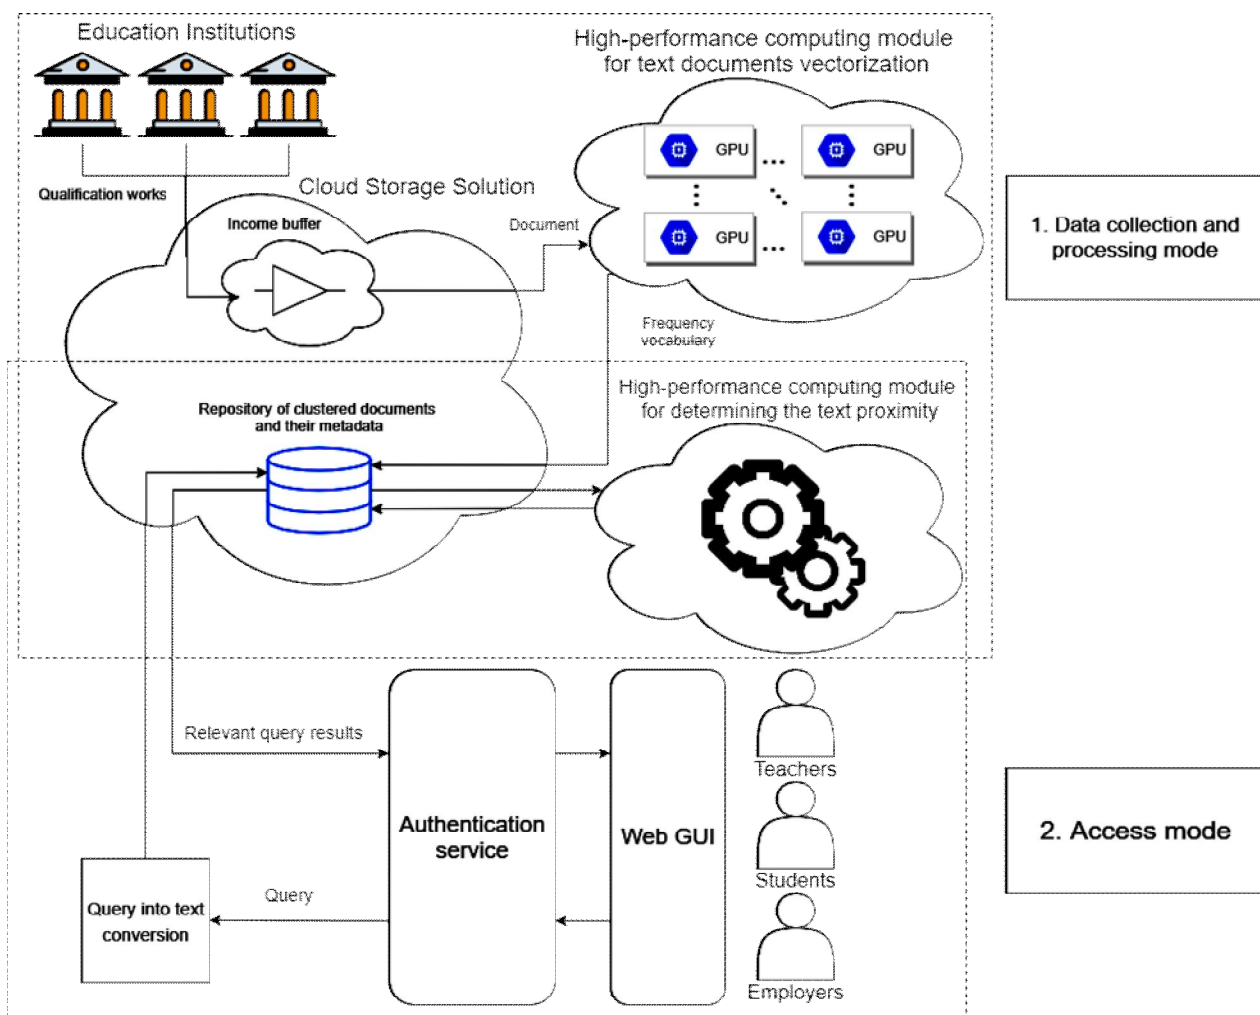 Education Institutions
High-performance computing module
for text documents vectorization
GPU
GPU
GPU
GPU
Qualification works
Cloud Storage Solution
Income buffer
Document
1. Data collection and
processing mode
Frequency
vocabulary
High-performance computing module
for determining the text proximity
Repository of clustered documents
and their metadata
Relevant query results
Authentication
service
Web GUI
Teachers
Students
Employers
2. Access mode
Query
Query into text
conversion